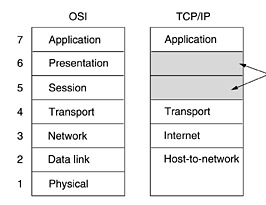 OSI TCP/IP
7 Application Application
6 Presentation
5 Session
4 Transport Transport
3 Network Internet
2 Data link Host-to-network
1 Physical